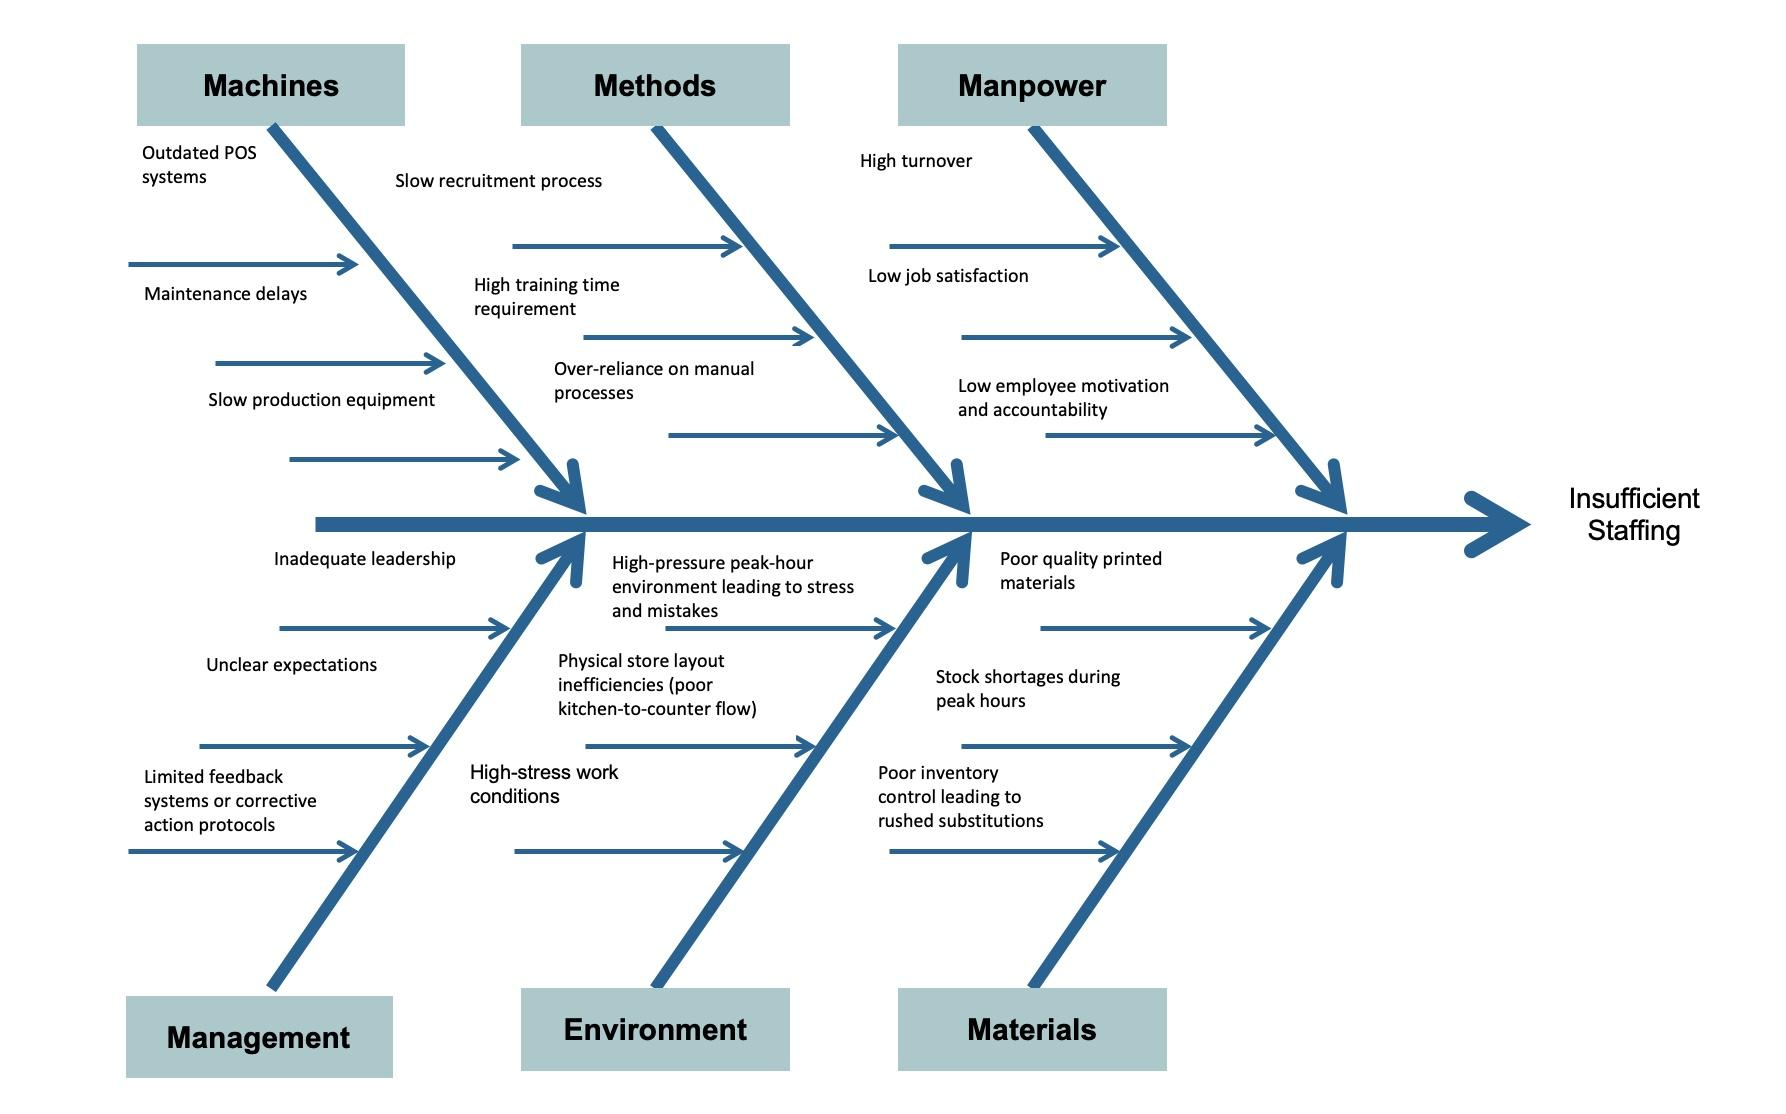 Machines
Methods
Manpower
Outdated POS
systems
Maintenance delays
Slow production equipment
Slow recruitment process
High training time
requirement
Over-reliance on manual
processes
High turnover
Low job satisfaction
Low employee motivation
and accountability
Insufficient
Staffing
Inadequate leadership
Unclear expectations
Limited feedback
systems or corrective
action protocols
High-pressure peak-hour
environment leading to stress
and mistakes
Physical store layout
inefficiencies (poor
kitchen-to-counter flow)
High-stress work
conditions
Poor quality printed
materials
Stock shortages during
peak hours
Poor inventory
control leading to
rushed substitutions
Management
Environment
Materials